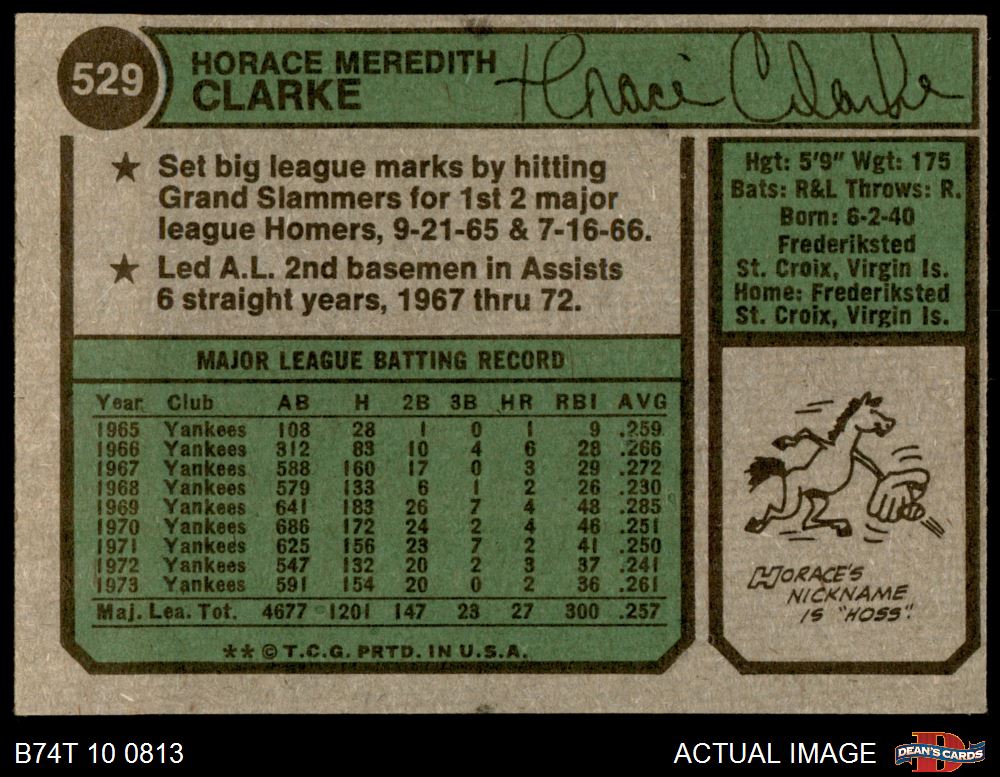 529
HORACE MEREDITH
CLARKE
Horace Clarke
★ Set big league marks by hitting
Grand Slammers for 1st 2 major
league Homers, 9-21-65 & 7-16-66.
★ Led A.L. 2nd basemen in Assists
6 straight years, 1967 thru 72.
Hgt: 5'9" Wgt: 175
Bats: R&L Throws: R.
Born: 6-2-40
Frederiksted
St. Croix, Virgin Is.
Home: Frederiksted
St. Croix, Virgin Is.
MAJOR LEAGUE BATTING RECORD
Year Club AB H 2B 3B HR RBI AVG
1965 Yankees 108 28 1 0 1 9 .259
1966 Yankees 312 83 10 4 6 28 .266
1967 Yankees 588 160 17 0 3 29 .272
1968 Yankees 579 133 6 1 2 26 .230
1969 Yankees 641 183 26 7 4 48 .285
1970 Yankees 686 172 24 2 4 46 .251
1971 Yankees 625 156 23 7 2 41 .250
1972 Yankees 547 132 20 2 3 37 .241
1973 Yankees 591 154 20 0 2 36 .261
Maj. Lea. Tot. 4677 1201 147 23 27 300 .257
** © T.C.G. PRTD. IN U.S.A.
HORACE'S
NICKNAME
IS "HOSS".
B74T 10 0813
ACTUAL IMAGE
DEAN'S CARDS